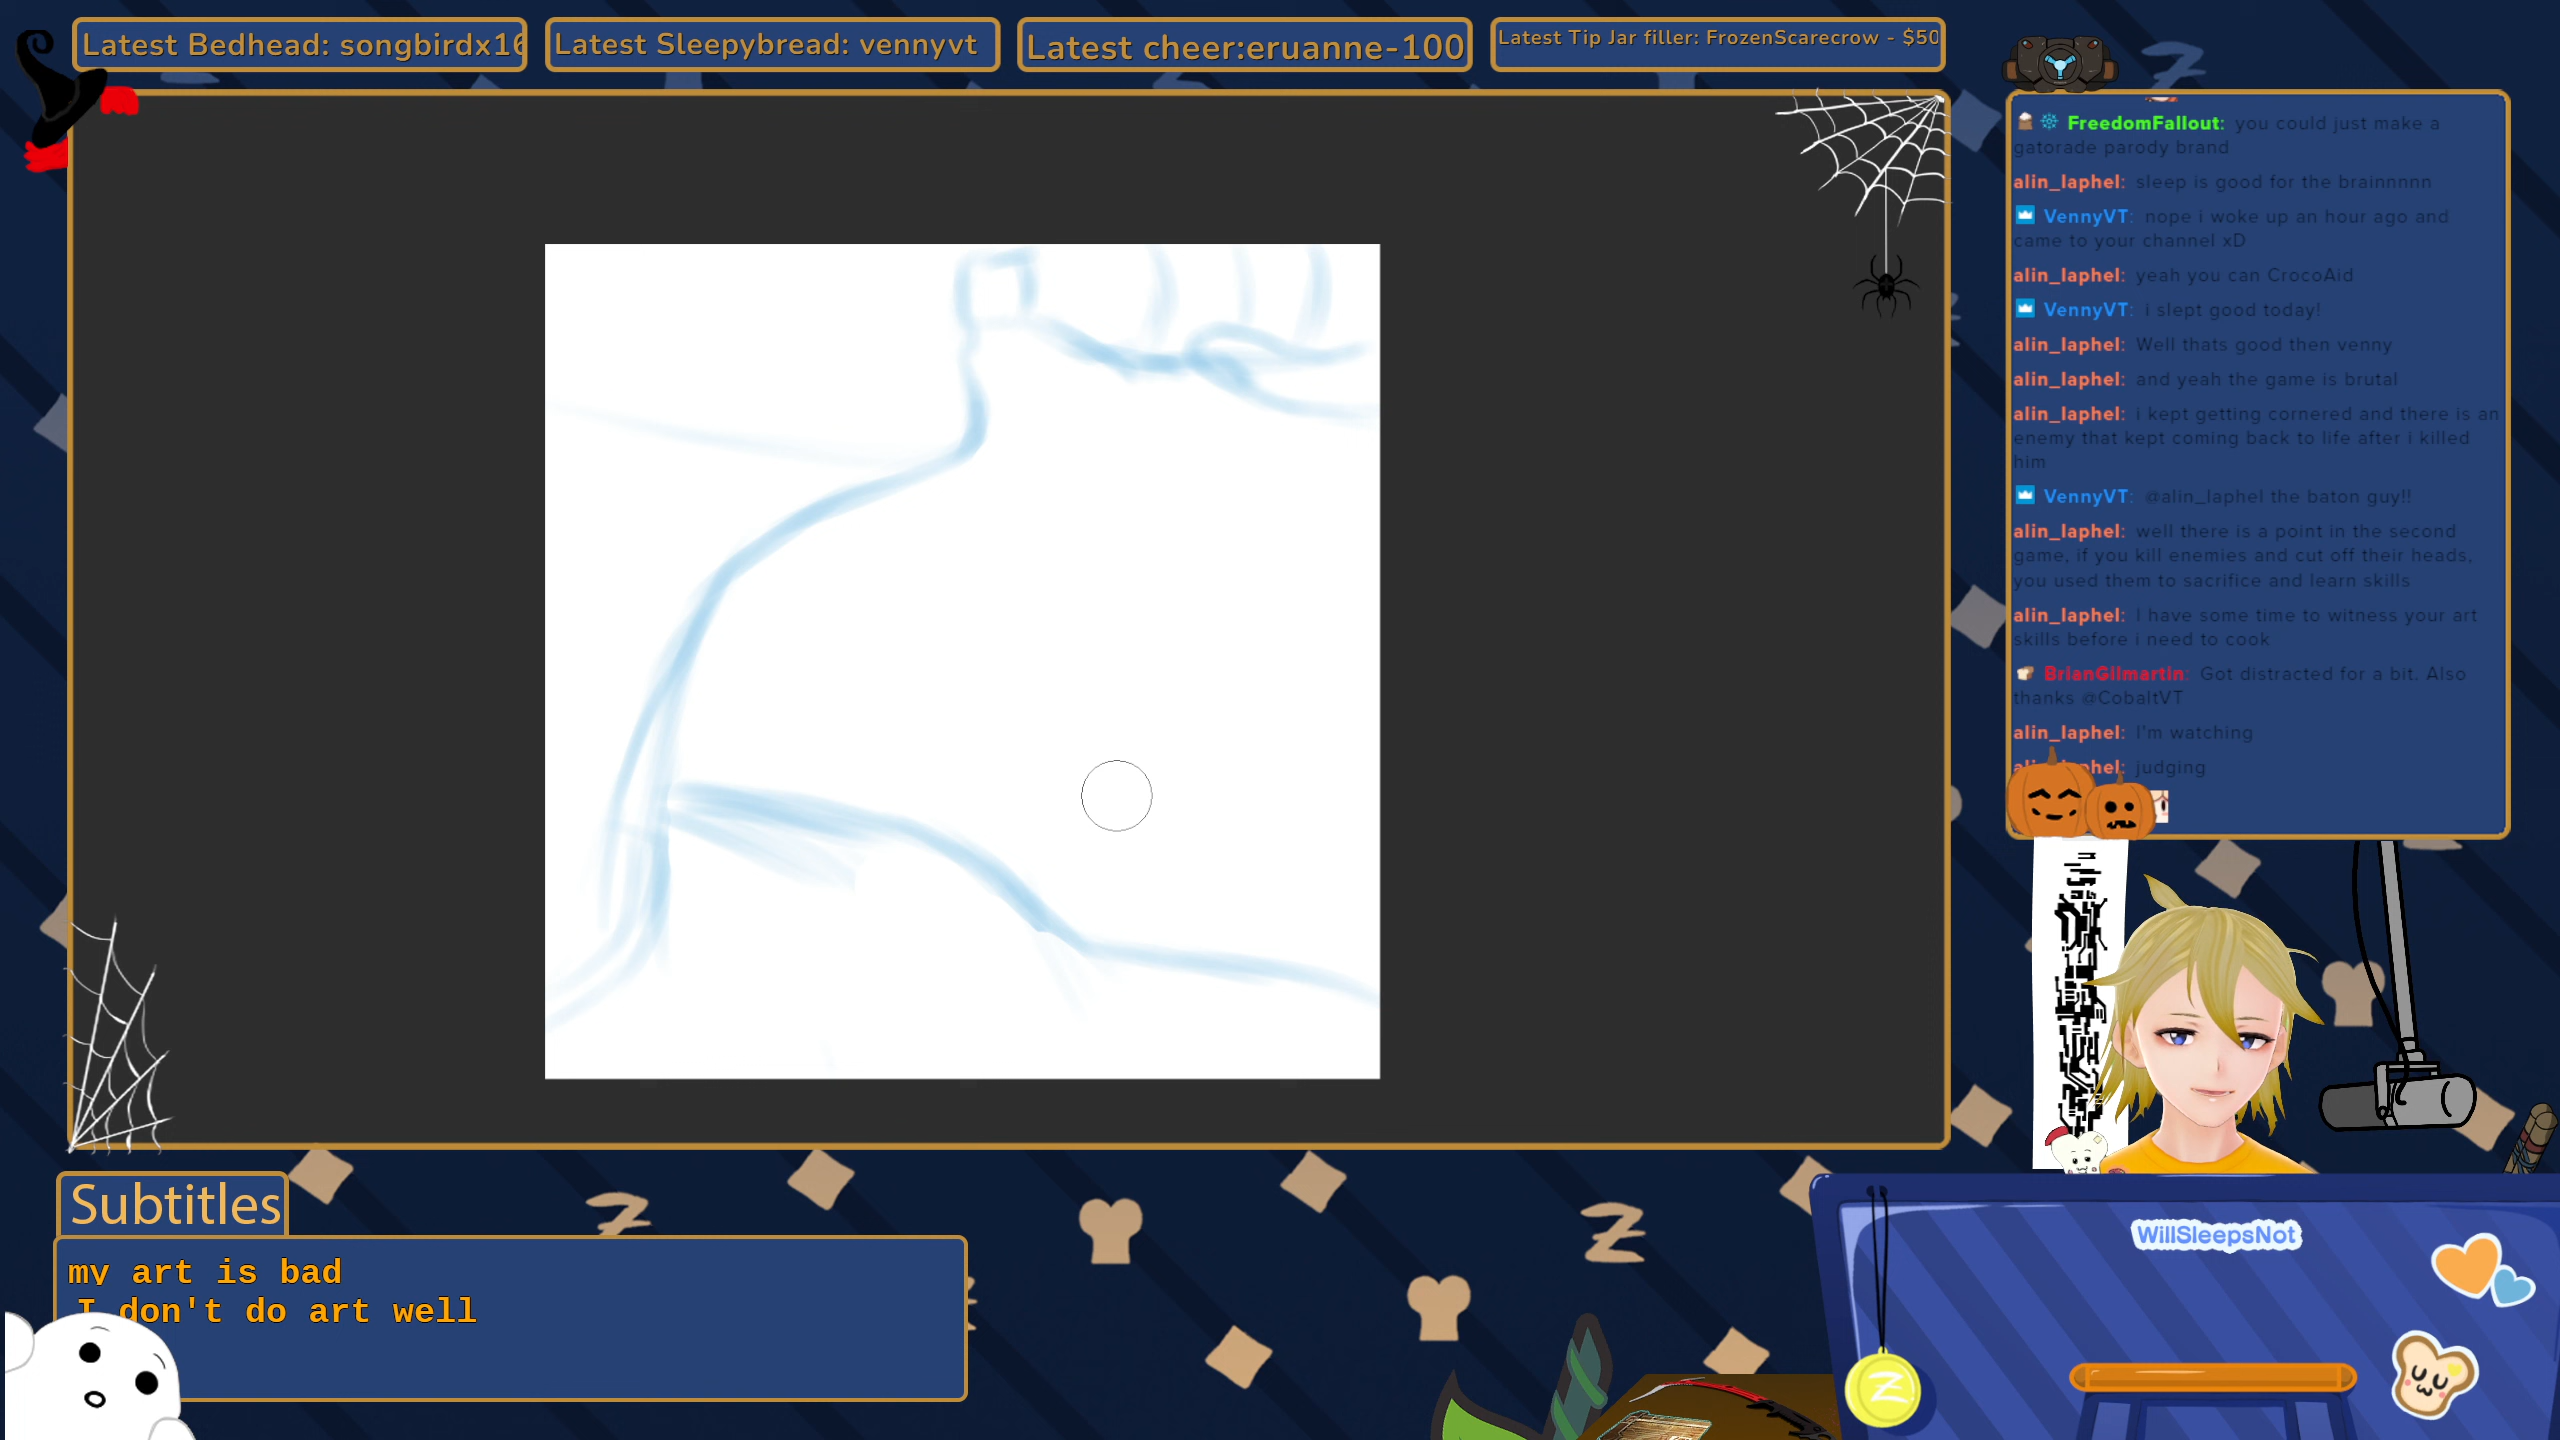 Latest Bedhead: songbirdx16
Latest Sleepybread: vennyvt
Latest cheer:eruanne-100
Latest Tip Jar filler: FrozenScarecrow - $50
FreedomFallout: you could just make a
gatorade parody brand
alin_laphel: sleep is good for the brainnnnn
VennyVT: nope i woke up an hour ago and
came to your channel xD
alin_laphel: yeah you can CrocoAid
VennyVT: i slept good today!
alin_laphel: Well thats good then venny
alin_laphel: and yeah the game is brutal
alin_laphel: i kept getting cornered and there is an
enemy that kept coming back to life after i killed
him
VennyVT: @alin_laphel the baton guy!!
alin_laphel: well there is a point in the second
game, if you kill enemies and cut off their heads,
you used them to sacrifice and learn skills
alin_laphel: I have some time to witness your art
skills before i need to cook
BrianGilmartin: Got distracted for a bit. Also
thanks @CobaltVT
alin_laphel: I'm watching
alin_laphel: judging
Subtitles
my art is bad
I don't do art well
WillSleepsNot
Z